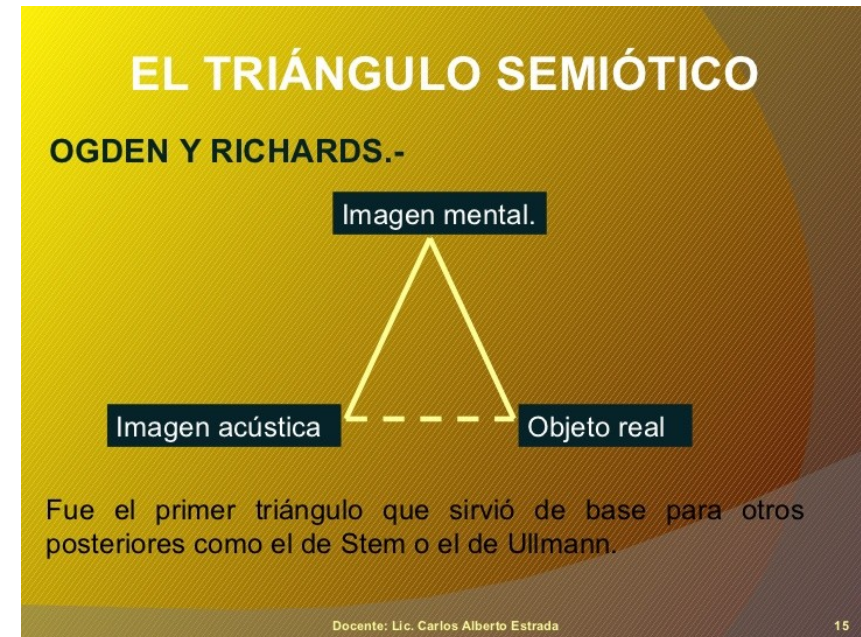 EL TRIÁNGULO SEMIÓTICO
OGDEN Y RICHARDS.-
Imagen mental.
Imagen acústica
Objeto real
Fue el primer triángulo que sirvió de base para otros
posteriores como el de Stem o el de Ullmann.
Docente: Lic. Carlos Alberto Estrada
15